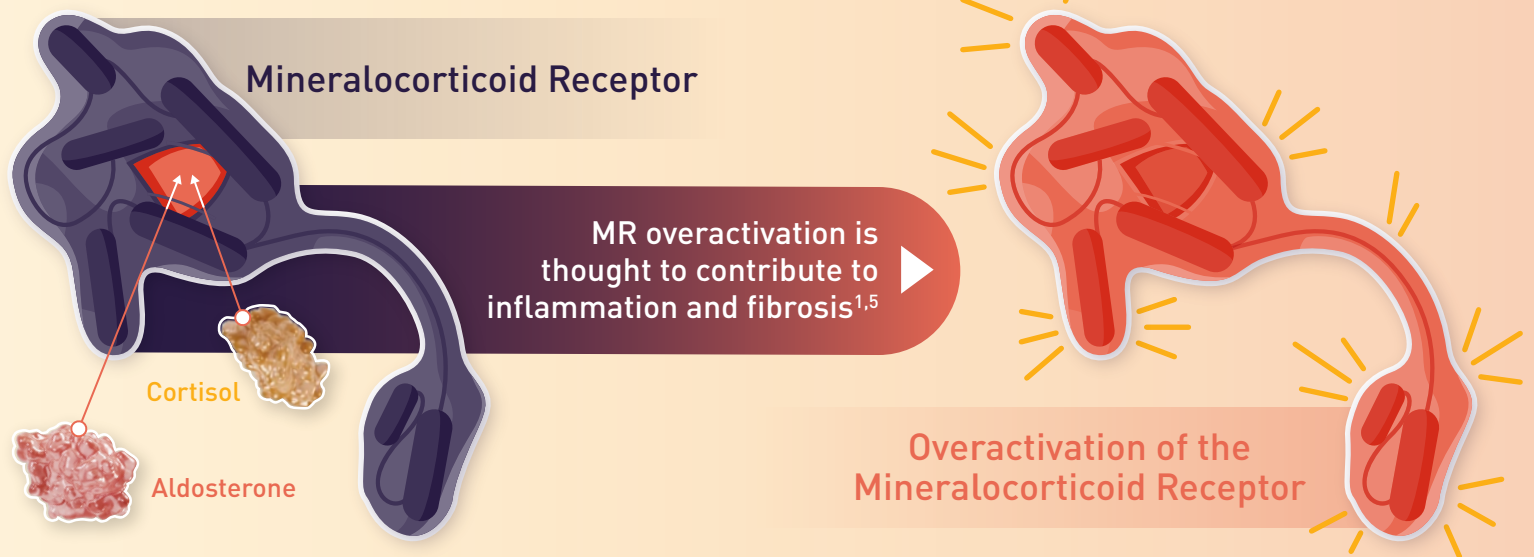 Mineralocorticoid Receptor
MR overactivation is
thought to contribute to
inflammation and fibrosis1,5
Cortisol
Aldosterone
Overactivation of the
Mineralocorticoid Receptor